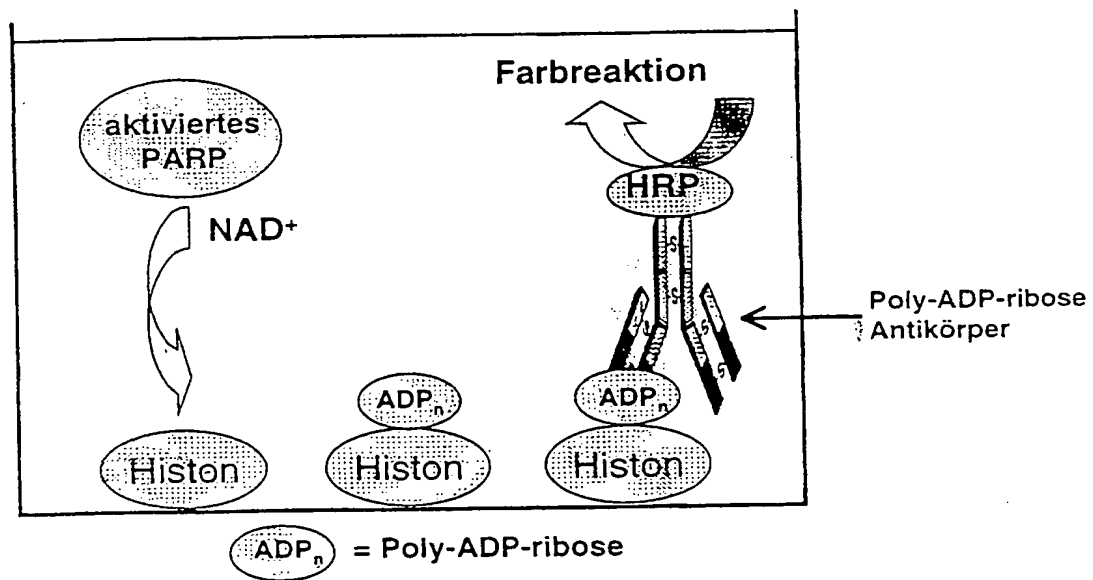 Farbreaktion
aktiviertes
PARP
HRP
NAD⁺
Poly-ADP-ribose
Antikörper
ADPₙ
ADPₙ
Histon
Histon
Histon
ADPₙ = Poly-ADP-ribose